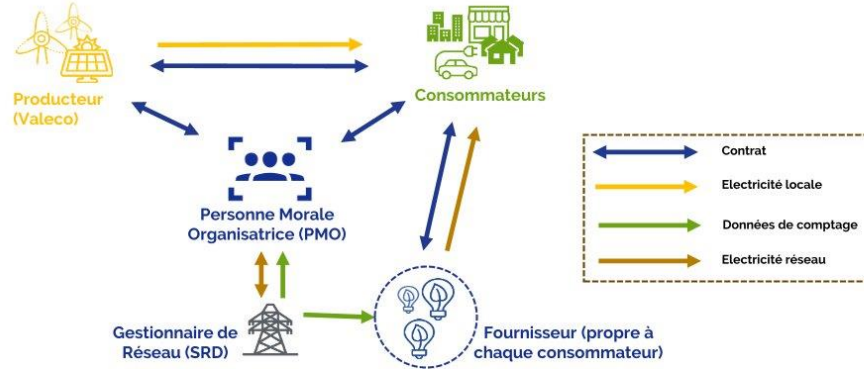 Producteur
(Valeco)
Consommateurs
Personne Morale
Organisatrice (PMO)
Gestionnaire de
Réseau (SRD)
Fournisseur (propre à
chaque consommateur)
Contrat
Electricité locale
Données de comptage
Electricité réseau